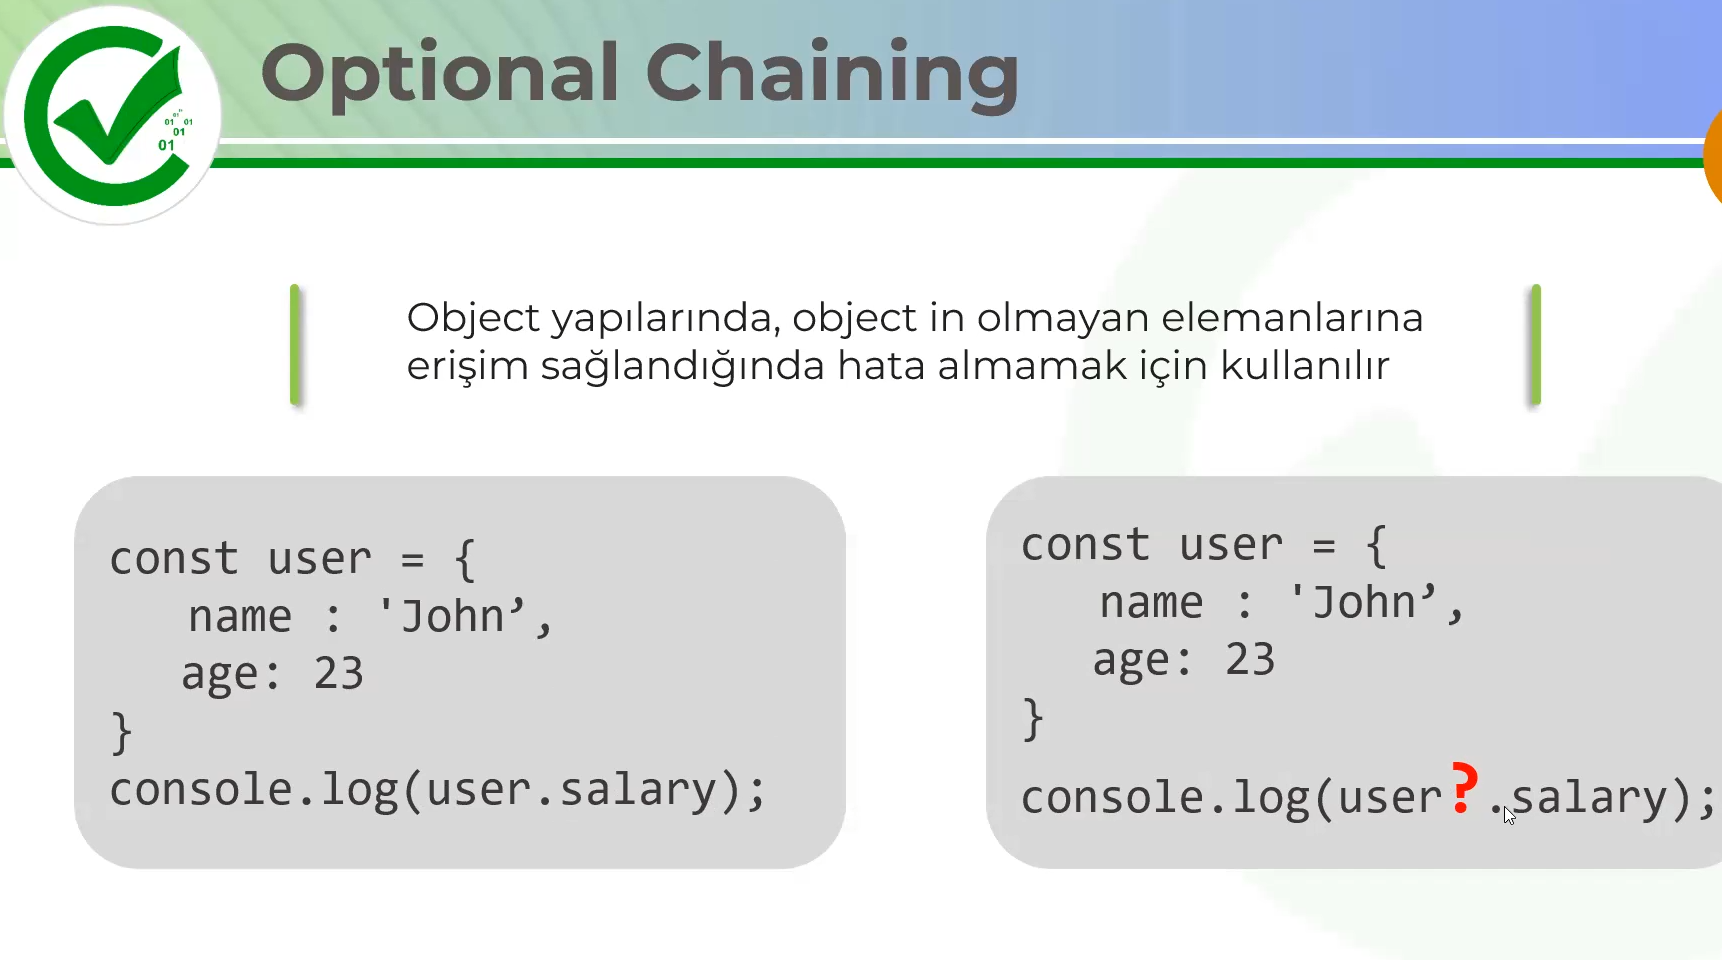 Optional Chaining
01 01
01
01
Object yapılarında, object in olmayan elemanlarına
erişim sağlandığında hata almamak için kullanılır
const user = {
name : 'John’,
age: 23
}
console.log(user.salary);
const user = {
name : 'John’,
age: 23
}
console.log(user?.salary);